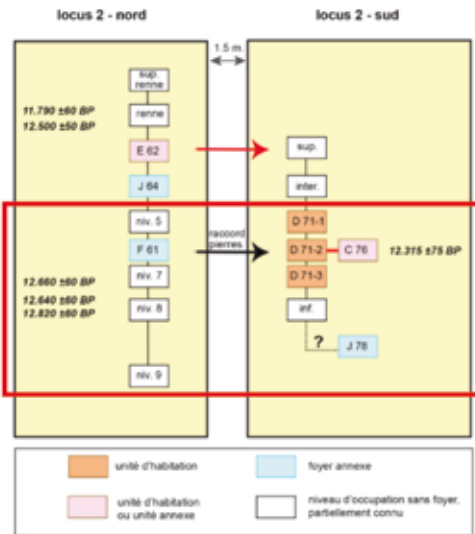 locus 2 - nord
locus 2 - sud
1.5 m.
sup.
renne
11.790 ±60 BP
12.500 ±50 BP
renne
E 62
sup.
J 64
inter.
niv. 5
D 71-1
raccord
pierres
F 61
D 71-2
C 76
12.315 ±75 BP
niv. 7
D 71-3
12.660 ±60 BP
12.640 ±60 BP
12.820 ±60 BP
niv. 8
inf.
?
J 78
niv. 9
unité d'habitation
foyer annexe
unité d'habitation
ou unité annexe
niveau d'occupation sans foyer,
partiellement connu